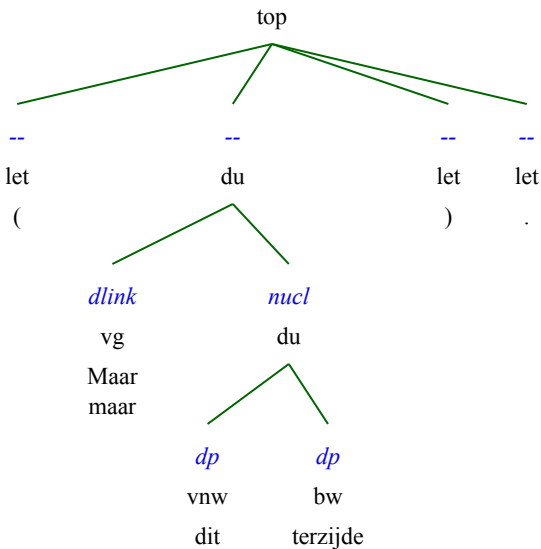 top
-- -- -- --
let du let let
( ) .
dlink nucl
vg du
Maar
maar
dp dp
vnw bw
dit terzijde